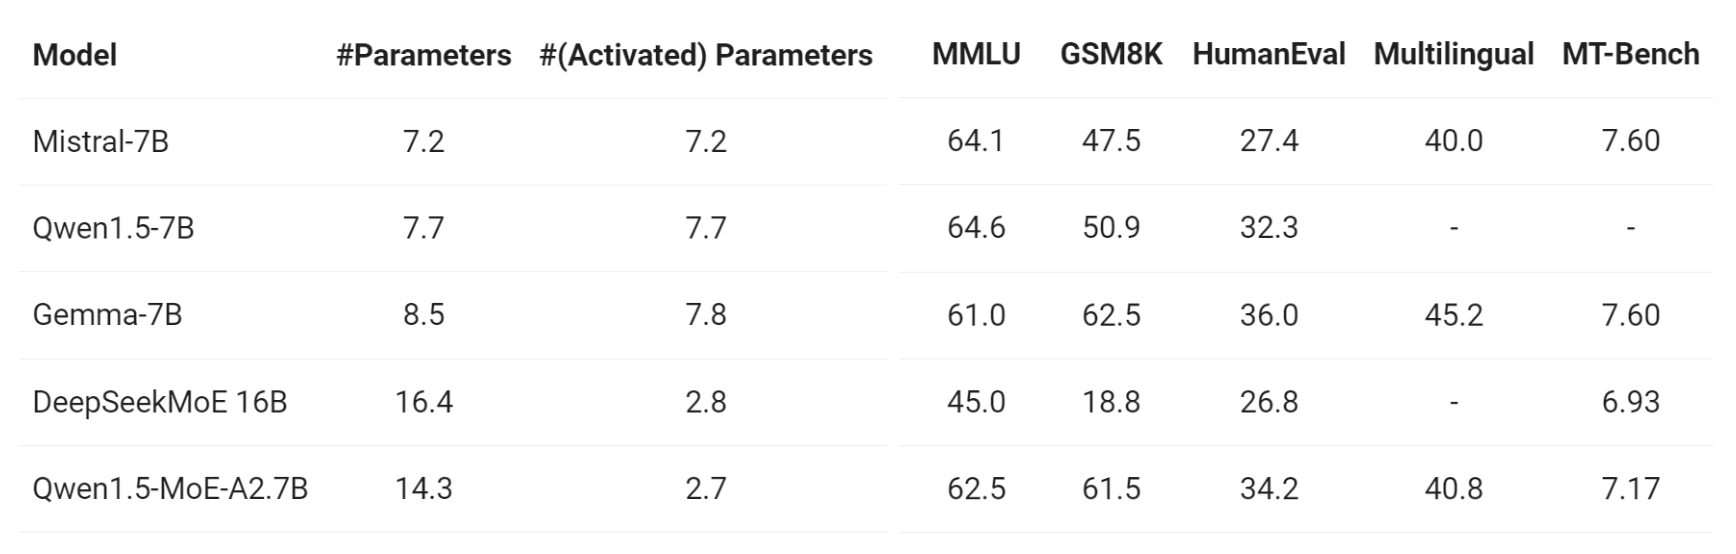 Model #Parameters #(Activated) Parameters MMLU GSM8K HumanEval Multilingual MT-Bench
Mistral-7B 7.2 7.2 64.1 47.5 27.4 40.0 7.60
Qwen1.5-7B 7.7 7.7 64.6 50.9 32.3 - -
Gemma-7B 8.5 7.8 61.0 62.5 36.0 45.2 7.60
DeepSeekMoE 16B 16.4 2.8 45.0 18.8 26.8 - 6.93
Qwen1.5-MoE-A2.7B 14.3 2.7 62.5 61.5 34.2 40.8 7.17